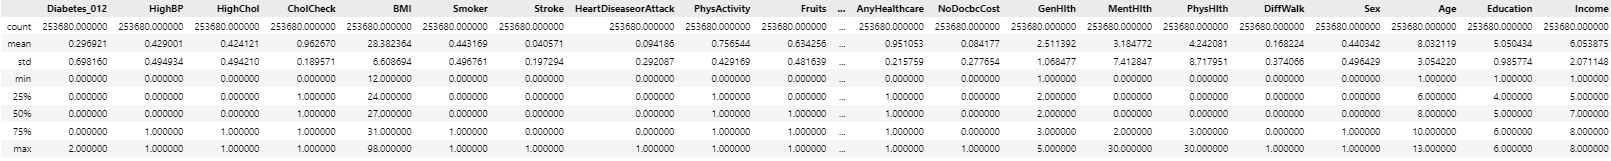 Diabetes_012 HighBP HighChol CholCheck BMI Smoker Stroke HeartDiseaseorAttack PhysActivity Fruits ... AnyHealthcare NoDocbcCost GenHlth MentHlth PhysHlth DiffWalk Sex Age Education Income
count 253680.000000 253680.000000 253680.000000 253680.000000 253680.000000 253680.000000 253680.000000 253680.000000 253680.000000 253680.000000 ... 253680.000000 253680.000000 253680.000000 253680.000000 253680.000000 253680.000000 253680.000000 253680.000000 253680.000000 253680.000000
mean 0.296921 0.429001 0.424121 0.962670 28.382364 0.443169 0.040571 0.094186 0.756544 0.634256 ... 0.951053 0.084177 2.511392 3.184772 4.242081 0.168224 0.440342 8.032119 5.050434 6.053875
std 0.698160 0.494934 0.494210 0.189571 6.608694 0.496761 0.197294 0.292087 0.429169 0.481639 ... 0.215759 0.277654 1.068477 7.412847 8.717951 0.374066 0.496429 3.054220 0.985774 2.071148
min 0.000000 0.000000 0.000000 0.000000 12.000000 0.000000 0.000000 0.000000 0.000000 0.000000 ... 0.000000 0.000000 1.000000 0.000000 0.000000 0.000000 0.000000 1.000000 1.000000 1.000000
25% 0.000000 0.000000 0.000000 1.000000 24.000000 0.000000 0.000000 0.000000 1.000000 0.000000 ... 1.000000 0.000000 2.000000 0.000000 0.000000 0.000000 0.000000 6.000000 4.000000 5.000000
50% 0.000000 0.000000 0.000000 1.000000 27.000000 0.000000 0.000000 0.000000 1.000000 1.000000 ... 1.000000 0.000000 2.000000 0.000000 0.000000 0.000000 0.000000 8.000000 5.000000 7.000000
75% 0.000000 1.000000 1.000000 1.000000 31.000000 1.000000 0.000000 0.000000 1.000000 1.000000 ... 1.000000 0.000000 3.000000 2.000000 3.000000 0.000000 1.000000 10.000000 6.000000 8.000000
max 2.000000 1.000000 1.000000 1.000000 98.000000 1.000000 1.000000 1.000000 1.000000 1.000000 ... 1.000000 1.000000 5.000000 30.000000 30.000000 1.000000 1.000000 13.000000 6.000000 8.000000